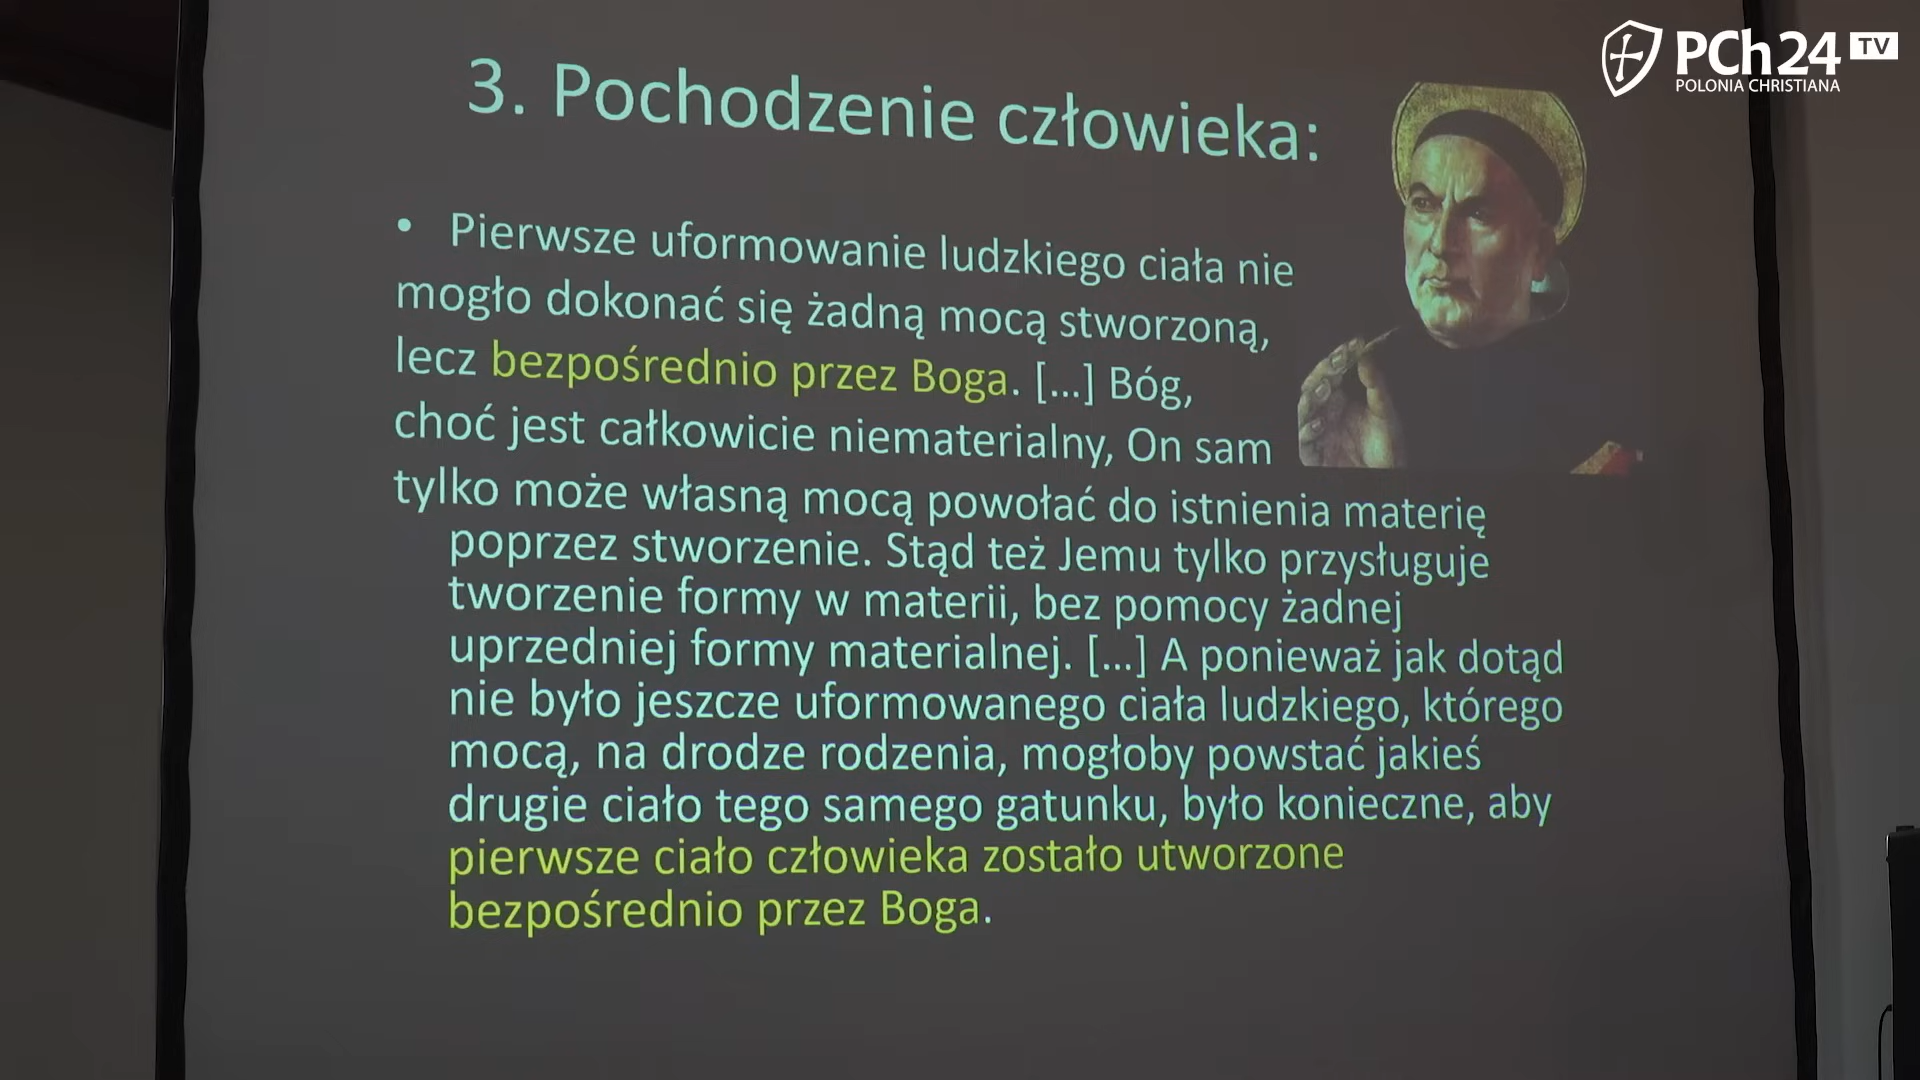 PCh24 TV
POLONIA CHRISTIANA
3. Pochodzenie człowieka:
• Pierwsze uformowanie ludzkiego ciała nie
mogło dokonać się żadną mocą stworzoną,
lecz bezpośrednio przez Boga. [...] Bóg,
choć jest całkowicie niematerialny, On sam
tylko może własną mocą powołać do istnienia materię
poprzez stworzenie. Stąd też Jemu tylko przysługuje
tworzenie formy w materii, bez pomocy żadnej
uprzedniej formy materialnej. [...] A ponieważ jak dotąd
nie było jeszcze uformowanego ciała ludzkiego, którego
mocą, na drodze rodzenia, mogłoby powstać jakieś
drugie ciało tego samego gatunku, było konieczne, aby
pierwsze ciało człowieka zostało utworzone
bezpośrednio przez Boga.